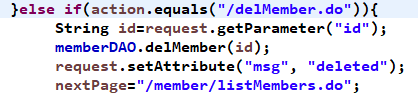 }else if(action.equals("/delMember.do")){
String id=request.getParameter("id");
memberDAO.delMember(id);
request.setAttribute("msg", "deleted");
nextPage="/member/listMembers.do";